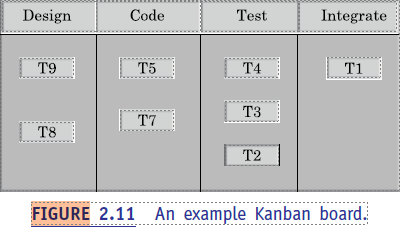 Design Code Test Integrate
T9 T5 T4 T1
T8 T7 T3
T2
FIGURE 2.11 An example Kanban board.